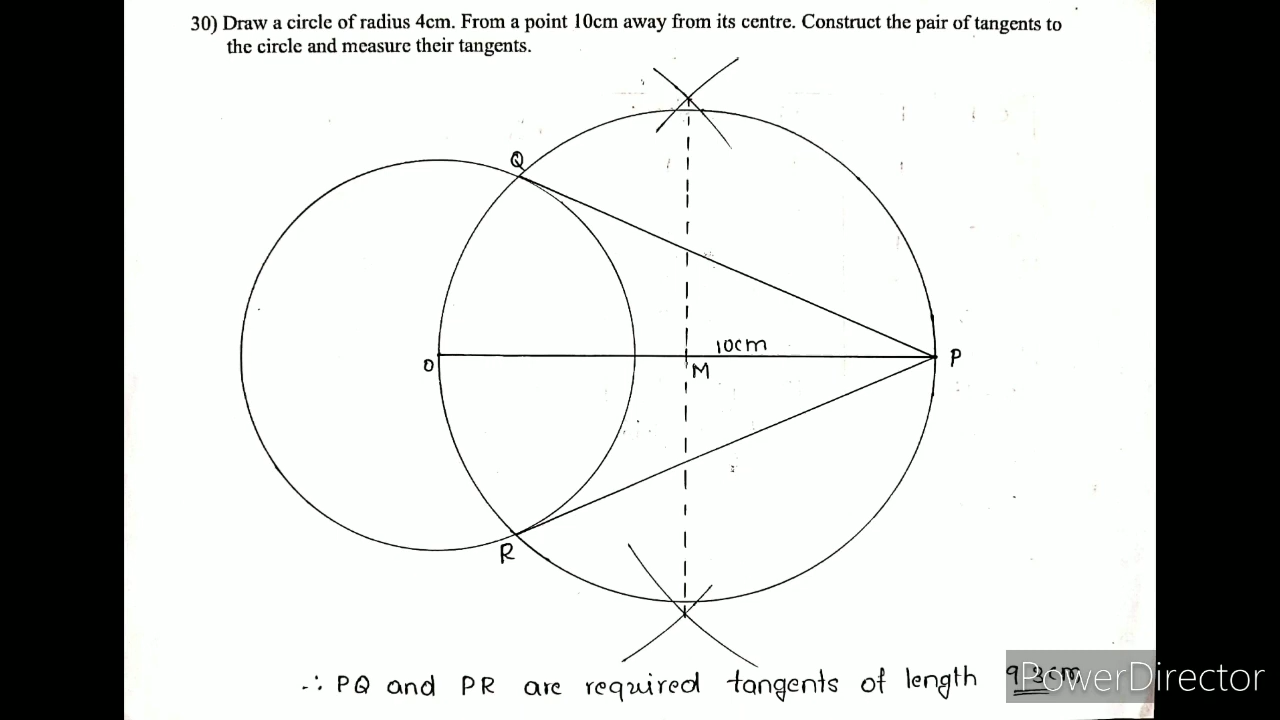 30) Draw a circle of radius 4cm. From a point 10cm away from its centre. Construct the pair of tangents to
the circle and measure their tangents.
Q
10cm
O
M
P
R
∴ PQ and PR are required tangents of length
PowerDirector